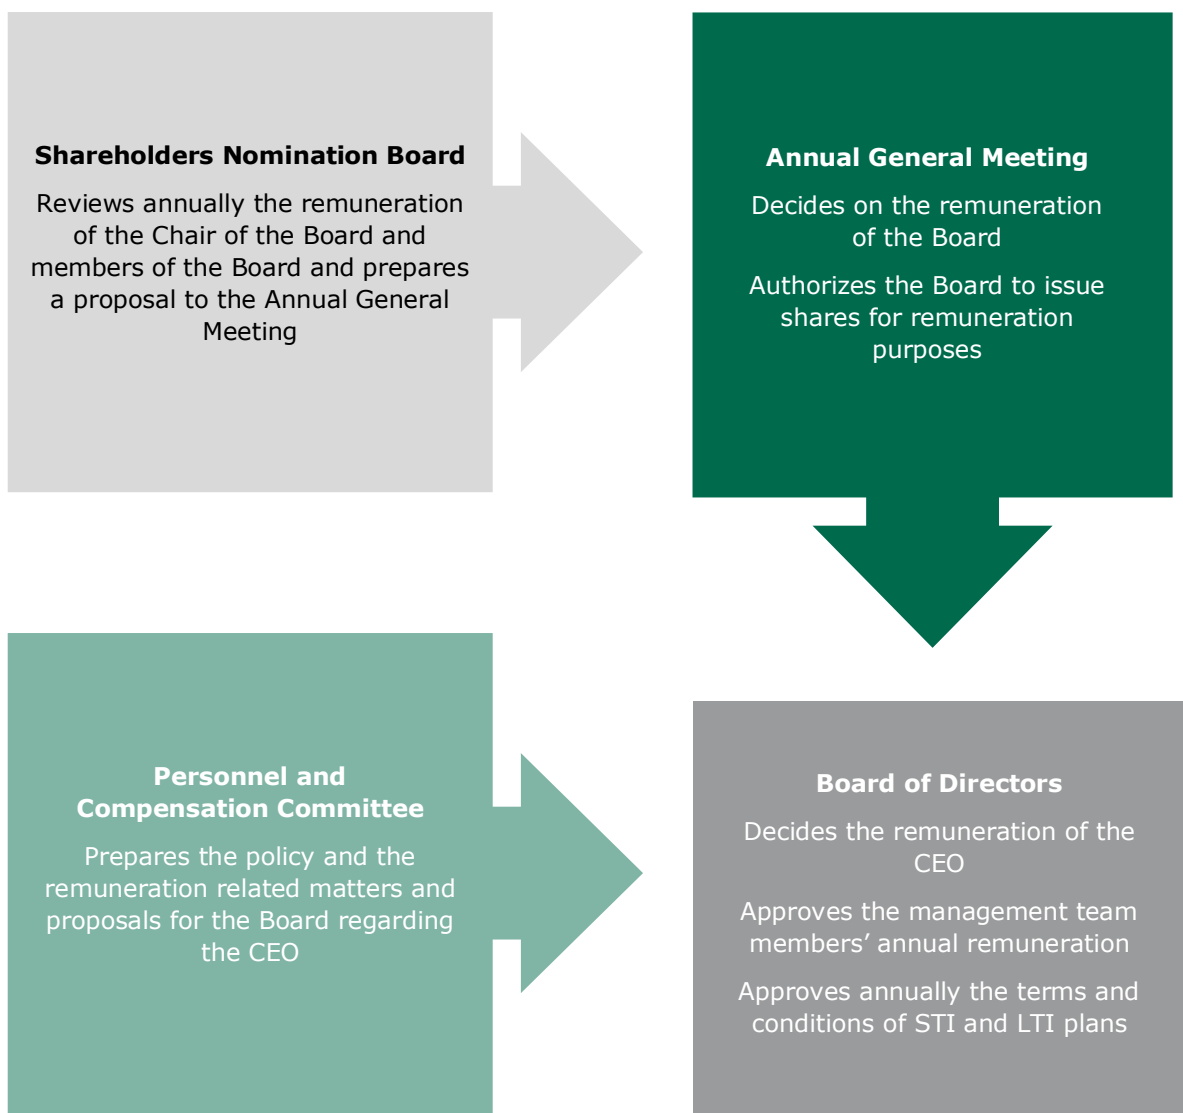 Shareholders Nomination Board
Reviews annually the remuneration
of the Chair of the Board and
members of the Board and prepares
a proposal to the Annual General
Meeting
Annual General Meeting
Decides on the remuneration
of the Board
Authorizes the Board to issue
shares for remuneration
purposes
Personnel and
Compensation Committee
Prepares the policy and the
remuneration related matters and
proposals for the Board regarding
the CEO
Board of Directors
Decides the remuneration of the
CEO
Approves the management team
members’ annual remuneration
Approves annually the terms and
conditions of STI and LTI plans